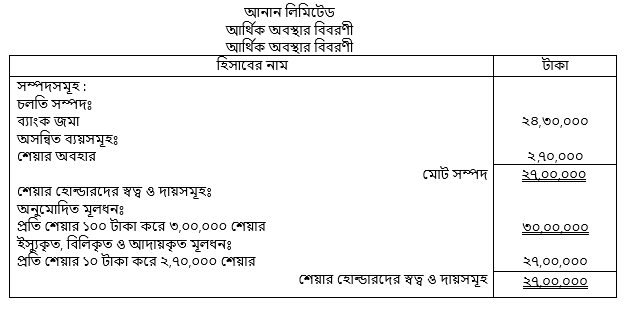 আনান লিমিটেড
আর্থিক অবস্থার বিবরণী
আর্থিক অবস্থার বিবরণী
হিসাবের নাম টাকা
সম্পদসমূহ :
চলতি সম্পদঃ
ব্যাংক জমা ২৪,৩০,০০০
অসন্বিত ব্যয়সমূহঃ
শেয়ার অবহার ২,৭০,০০০
মোট সম্পদ ২৭,০০,০০০
শেয়ার হোল্ডারদের স্বত্ব ও দায়সমূহঃ
অনুমোদিত মূলধনঃ
প্রতি শেয়ার ১০০ টাকা করে ৩,০০,০০০ শেয়ার ৩০,০০,০০০
ইস্যুকৃত, বিলিকৃত ও আদায়কৃত মূলধনঃ
প্রতি শেয়ার ১০ টাকা করে ২,৭০,০০০ শেয়ার ২৭,০০,০০০
শেয়ার হোল্ডারদের স্বত্ব ও দায়সমূহ ২৭,০০,০০০